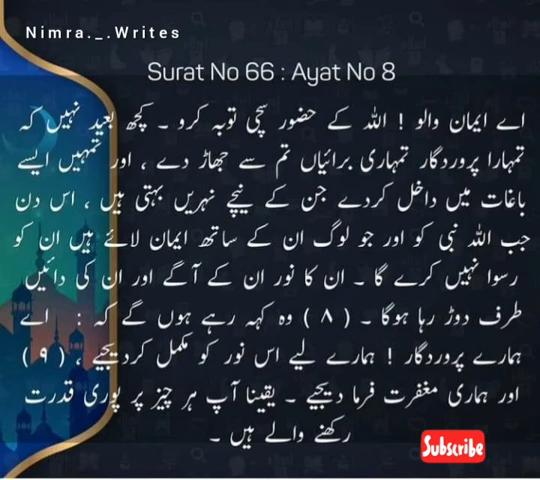 Nimra._.Writes
Surat No 66 : Ayat No 8
اے ایمان والو ! اللہ کے حضور سچی توبہ کرو ۔ کچھ بعید نہیں کہ
تمہارا پروردگار تمہاری برائیاں تم سے جھاڑ دے ، اور تمہیں ایسے
باغات میں داخل کردے جن کے نیچے نہریں بہتی ہیں ، اس دن
جب اللہ نبی کو اور جو لوگ ان کے ساتھ ایمان لائے ہیں ان کو
رسوا نہیں کرے گا ۔ ان کا نور ان کے آگے اور ان کی دائیں
طرف دوڑ رہا ہوگا ۔ ( ٨ ) وہ کہہ رہے ہوں گے کہ : اے
ہمارے پروردگار ! ہمارے لیے اس نور کو مکمل کردیجیے ، ( ٩ )
اور ہماری مغفرت فرما دیجیے ۔ یقینا آپ ہر چیز پر پوری قدرت
رکھنے والے ہیں ۔
Subscribe